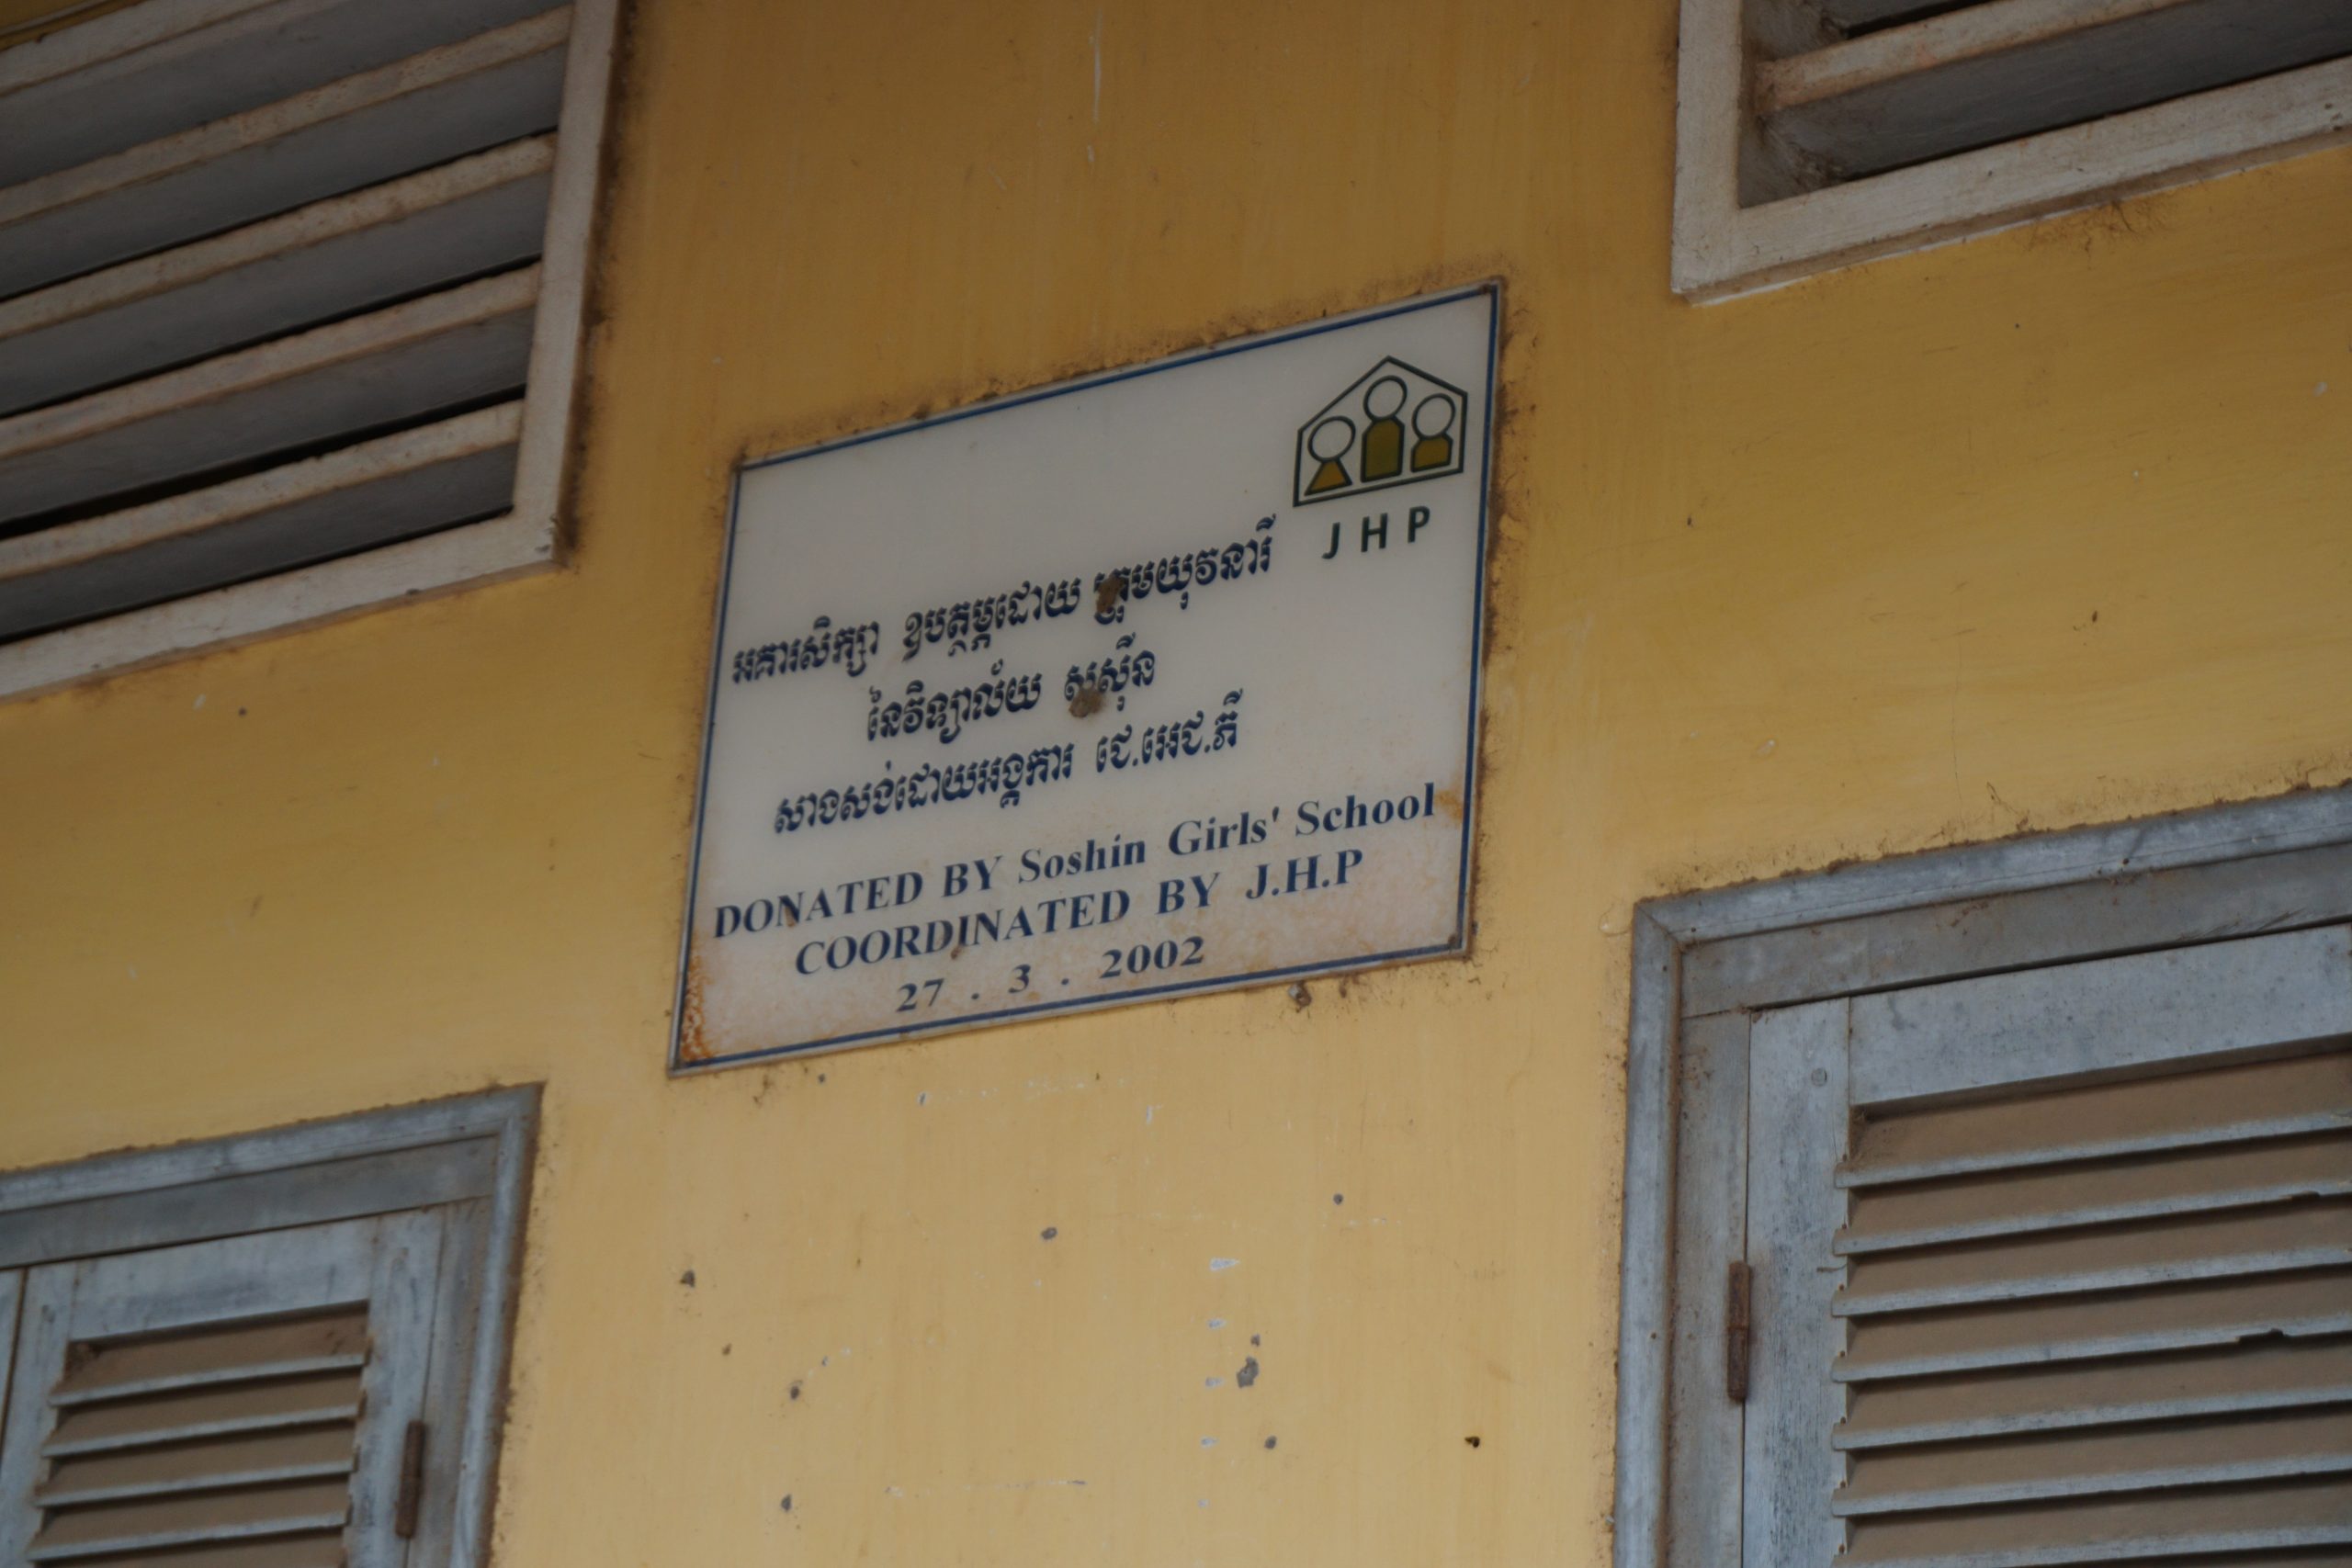 JHP
អគារសិក្សា ឧបត្ថម្ភដោយ ក្រុមយុវនារី
នៃវិទ្យាល័យ សូស៊ីន
សាងសង់ដោយអង្គការ ជេ.អេជ.ភី
DONATED BY Soshin Girls' School
COORDINATED BY J.H.P
27 . 3 . 2002